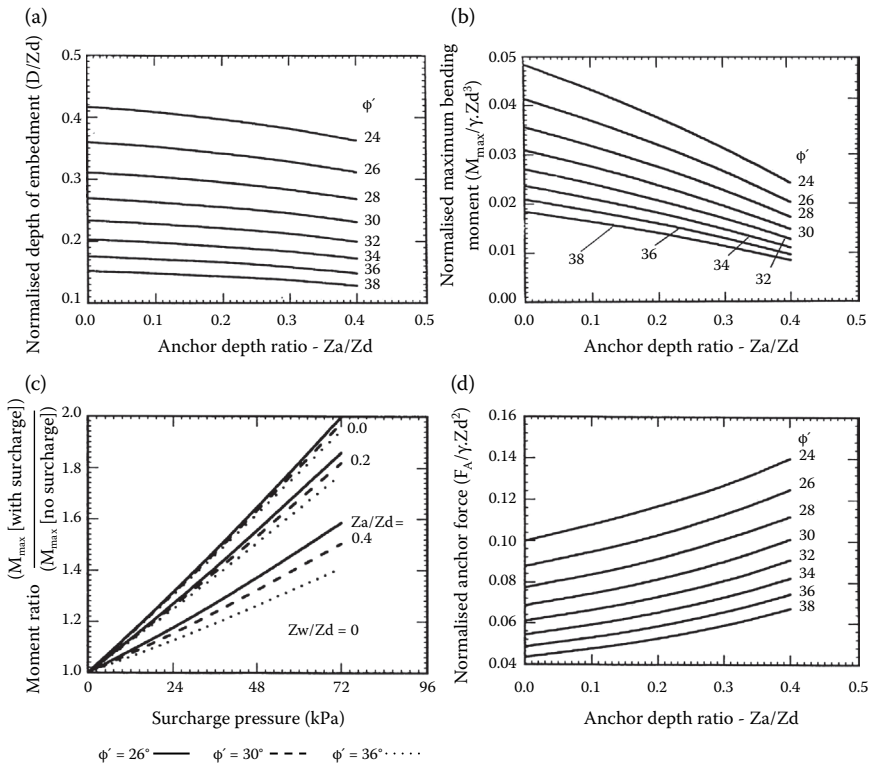 (a)
Normalised depth of embedment (D/Zd)
0.5
0.4
0.3
0.2
0.1
ϕ′
24
26
28
30
32
34
36
38
0.0 0.1 0.2 0.3 0.4 0.5
Anchor depth ratio - Za/Zd
(b)
Normalised maximum bending
moment (Mmax/γ.Zd³)
0.05
0.04
0.03
0.02
0.01
0.00
ϕ′
24
26
28
30
38
36
34
32
0.0 0.1 0.2 0.3 0.4 0.5
Anchor depth ratio - Za/Zd
(c)
Moment ratio
(Mmax [with surcharge])
(Mmax [no surcharge])
2.0
1.8
1.6
1.4
1.2
1.0
0.0
0.2
Za/Zd =
0.4
Zw/Zd = 0
0 24 48 72 96
Surcharge pressure (kPa)
ϕ′ = 26° ϕ′ = 30° ϕ′ = 36°
(d)
Normalised anchor force (FA/γ.Zd²)
0.16
0.14
0.12
0.10
0.08
0.06
0.04
ϕ′
24
26
28
30
32
34
36
38
0.0 0.1 0.2 0.3 0.4 0.5
Anchor depth ratio - Za/Zd